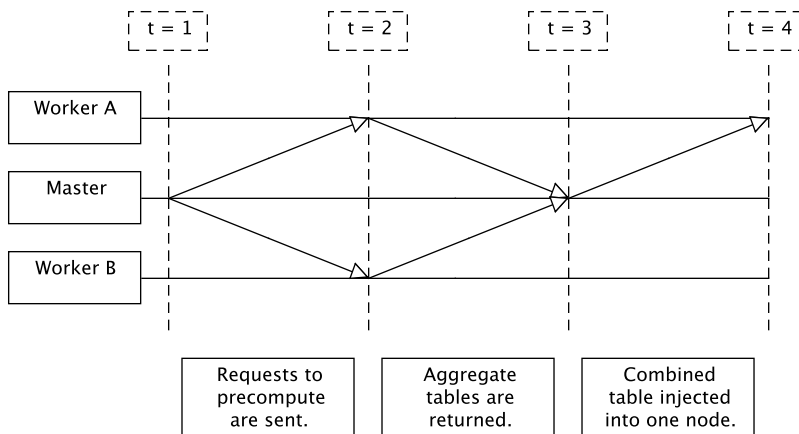 t = 1
t = 2
t = 3
t = 4
Worker A
Master
Worker B
Requests to
precompute
are sent.
Aggregate
tables are
returned.
Combined
table injected
into one node.